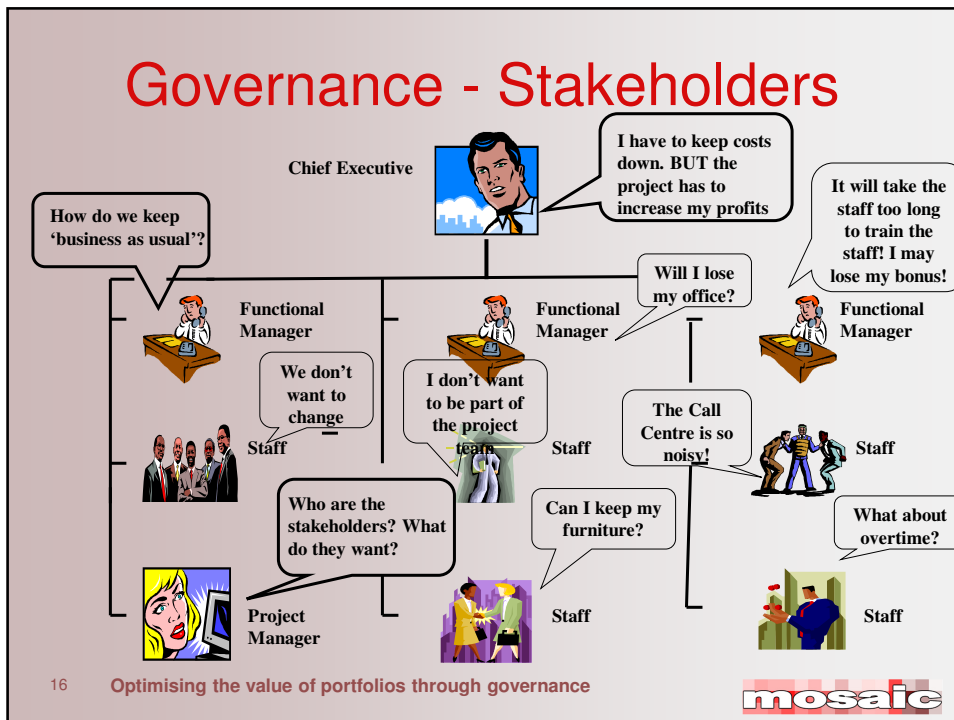 Governance - Stakeholders
Chief Executive
I have to keep costs
down. BUT the
project has to
increase my profits
How do we keep
‘business as usual’?
It will take the
staff too long
to train the
staff! I may
lose my bonus!
Will I lose
my office?
Functional
Manager
Functional
Manager
Functional
Manager
We don’t
want to
change
I don’t want
to be part of
the project
team
The Call
Centre is so
noisy!
Staff
Staff
Staff
Who are the
stakeholders? What
do they want?
Can I keep my
furniture?
What about
overtime?
Project
Manager
Staff
Staff
16 Optimising the value of portfolios through governance
mosaic